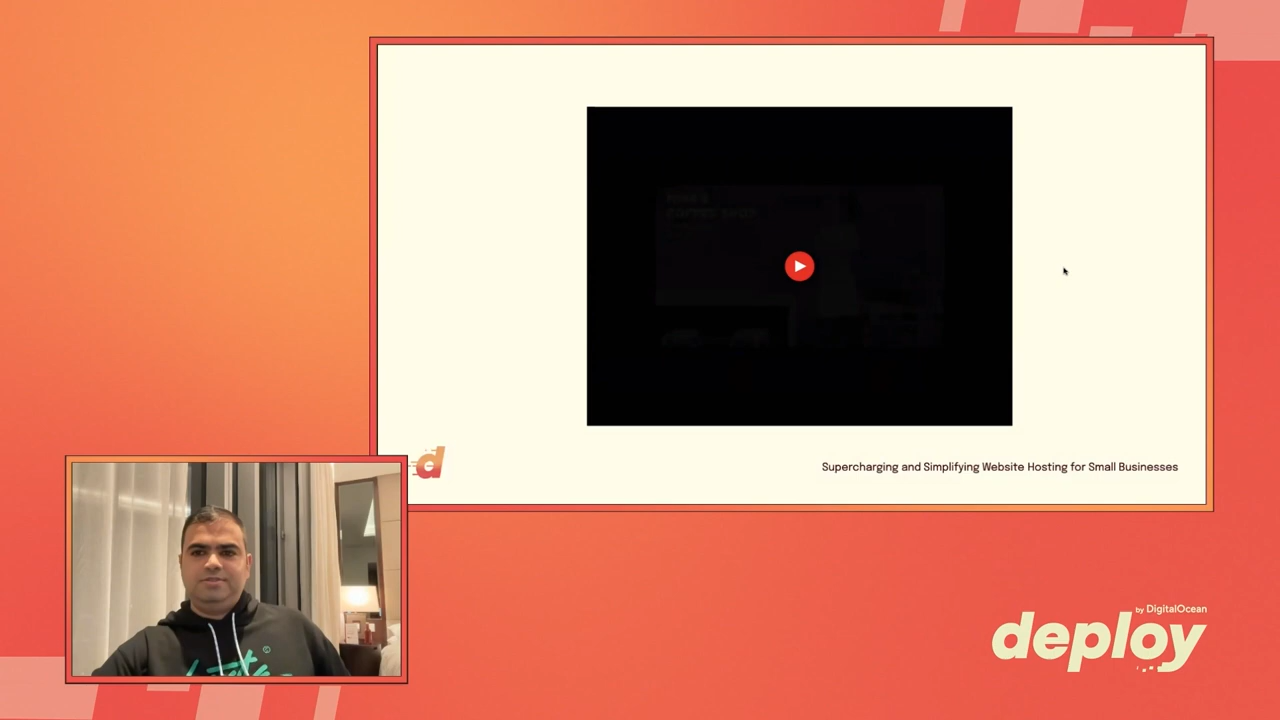 d
Supercharging and Simplifying Website Hosting for Small Businesses
©
by DigitalOcean
deploy